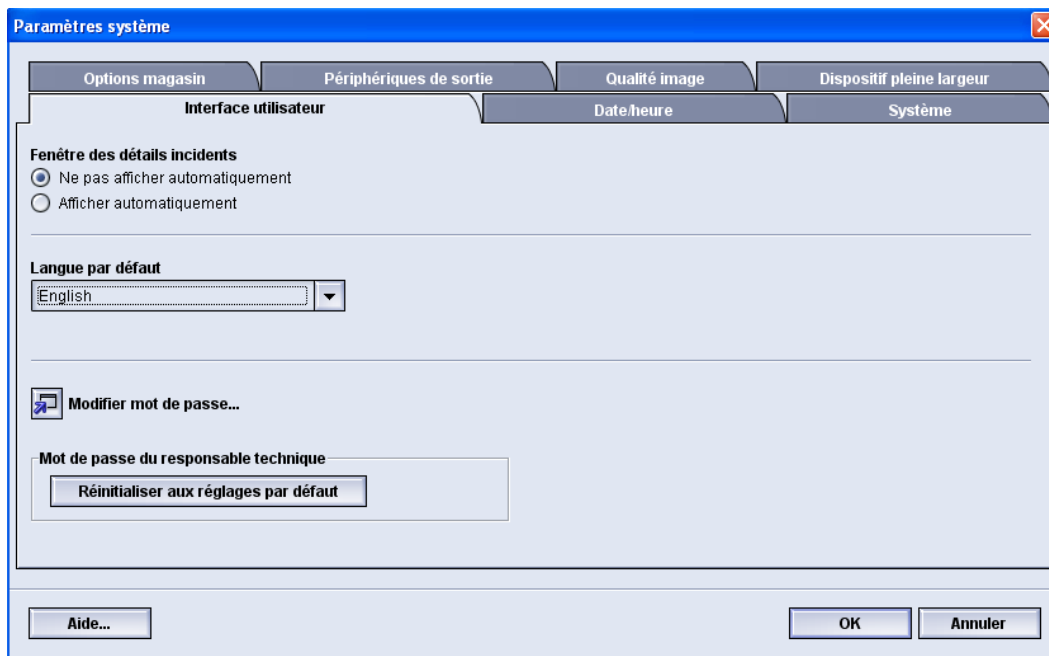 Paramètres système
Options magasin
Périphériques de sortie
Qualité image
Dispositif pleine largeur
Interface utilisateur
Date/heure
Système
Fenétre des détails incidents
Ne pas afficher automatiquement
Afficher automatiquement
Langue par défaut
English
Modifier mot de passe...
Mot de passe du responsable technique
Réinitialiser aux réglages par défaut
Aide...
OK
Annuler